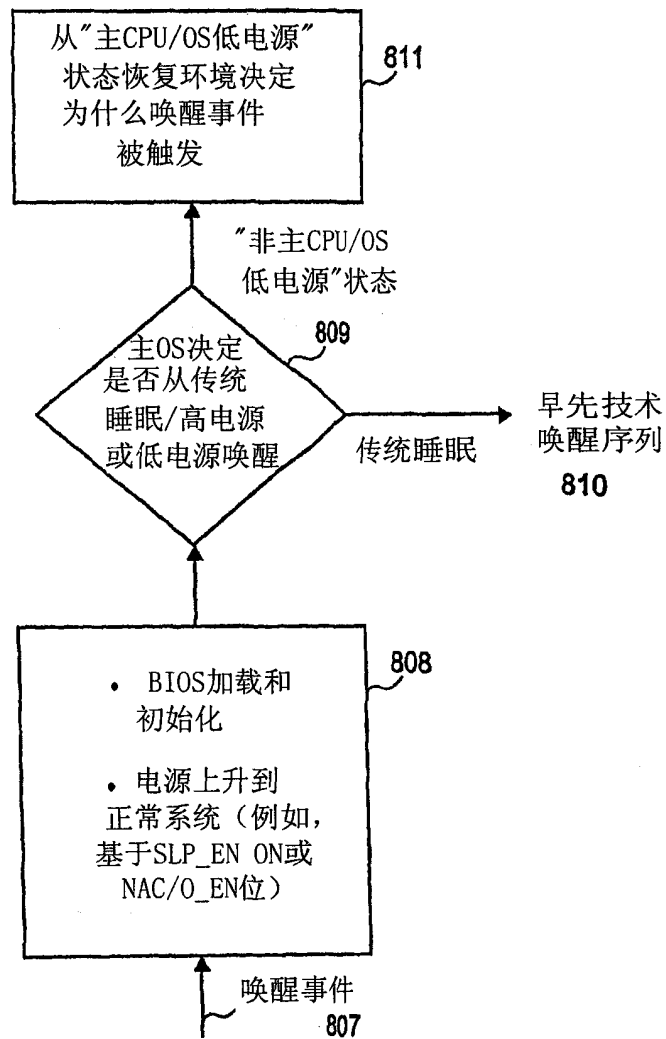 从"主CPU/OS低电源"
状态恢复环境决定
为什么唤醒事件
被触发
811
"非主CPU/OS
低电源"状态
主OS决定
是否从传统
睡眠/高电源
或低电源唤醒
809
传统睡眠
早先技术
唤醒序列
810
• BIOS加载和
初始化
• 电源上升到
正常系统（例如，
基于SLP_EN ON或
NAC/O_EN位）
808
唤醒事件
807